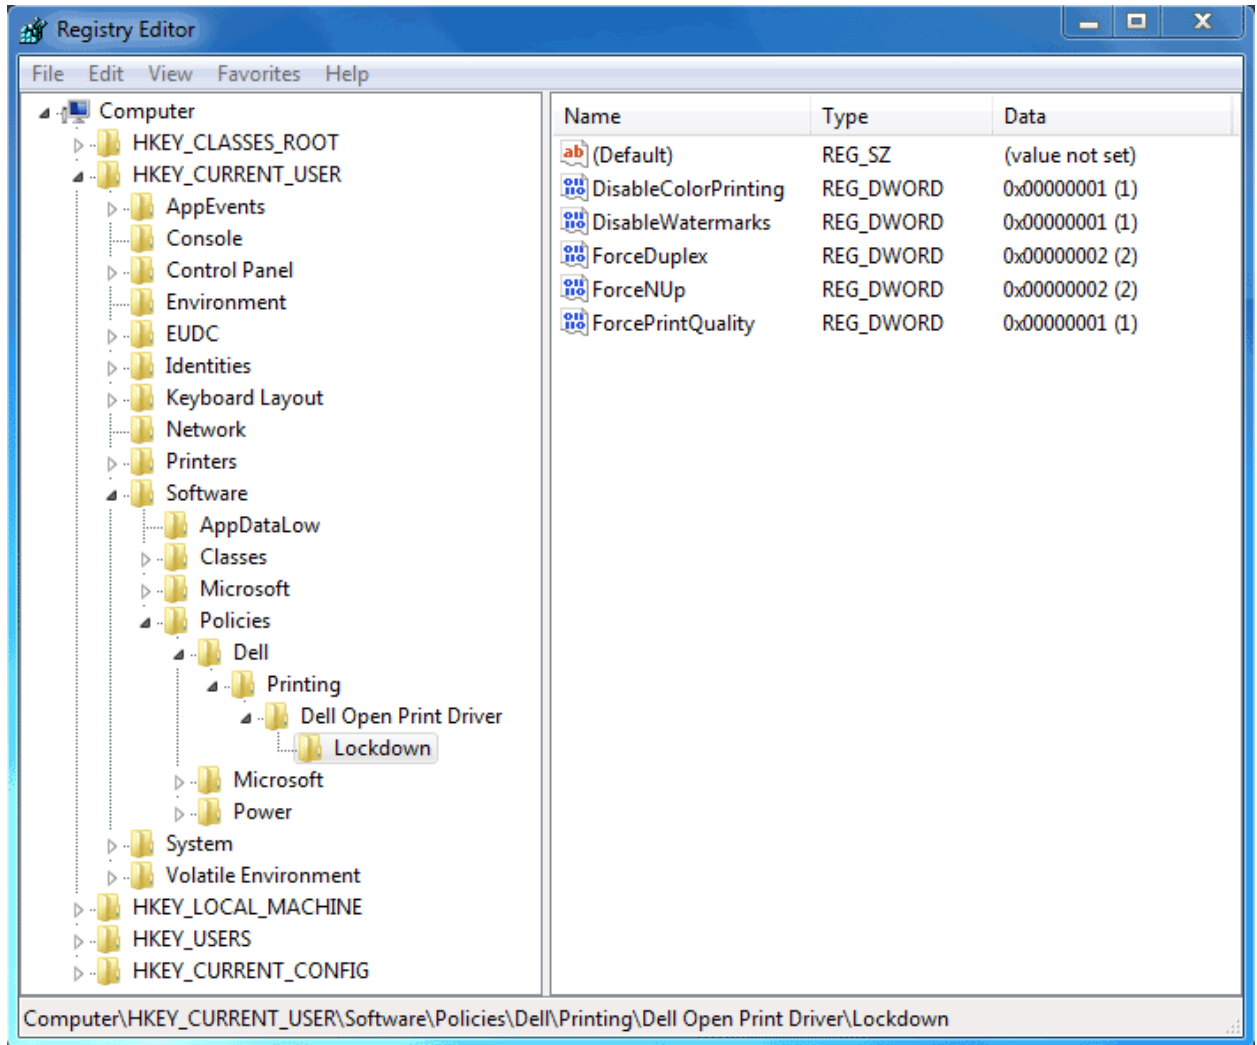 Registry Editor
File Edit View Favorites Help
Computer
HKEY_CLASSES_ROOT
HKEY_CURRENT_USER
AppEvents
Console
Control Panel
Environment
EUDC
Identities
Keyboard Layout
Network
Printers
Software
AppDataLow
Classes
Microsoft
Policies
Dell
Printing
Dell Open Print Driver
Lockdown
Microsoft
Power
System
Volatile Environment
HKEY_LOCAL_MACHINE
HKEY_USERS
HKEY_CURRENT_CONFIG
Name Type Data
(Default) REG_SZ (value not set)
DisableColorPrinting REG_DWORD 0x00000001 (1)
DisableWatermarks REG_DWORD 0x00000001 (1)
ForceDuplex REG_DWORD 0x00000002 (2)
ForceNUp REG_DWORD 0x00000002 (2)
ForcePrintQuality REG_DWORD 0x00000001 (1)
Computer\HKEY_CURRENT_USER\Software\Policies\Dell\Printing\Dell Open Print Driver\Lockdown